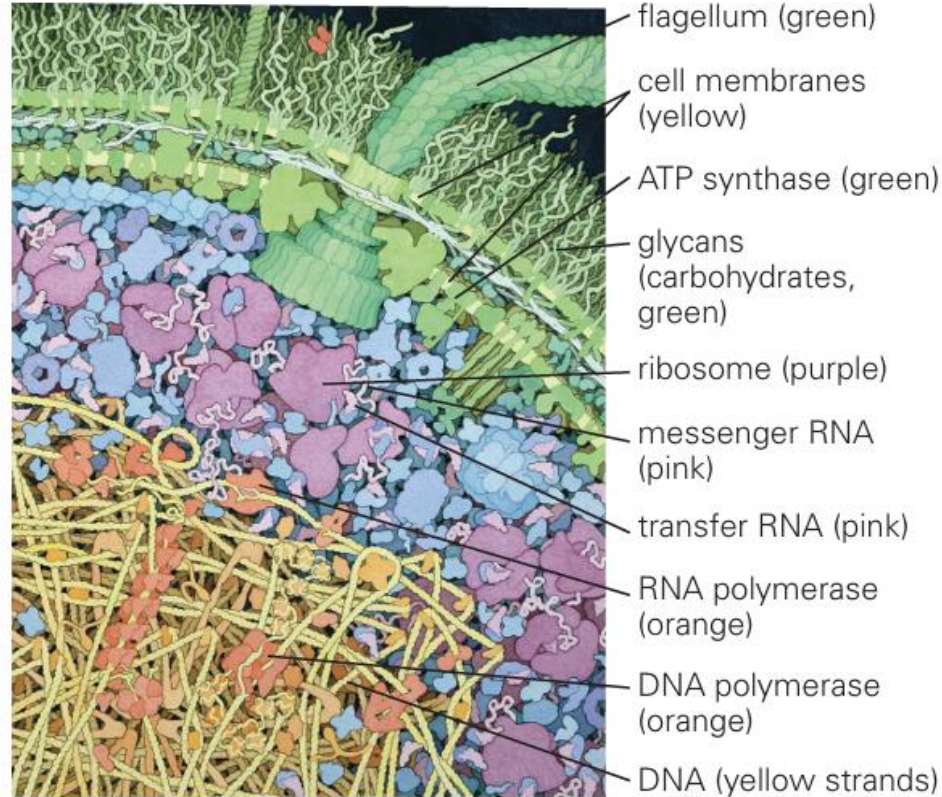 flagellum (green)
cell membranes
(yellow)
ATP synthase (green)
glycans
(carbohydrates,
green)
ribosome (purple)
messenger RNA
(pink)
transfer RNA (pink)
RNA polymerase
(orange)
DNA polymerase
(orange)
DNA (yellow strands)